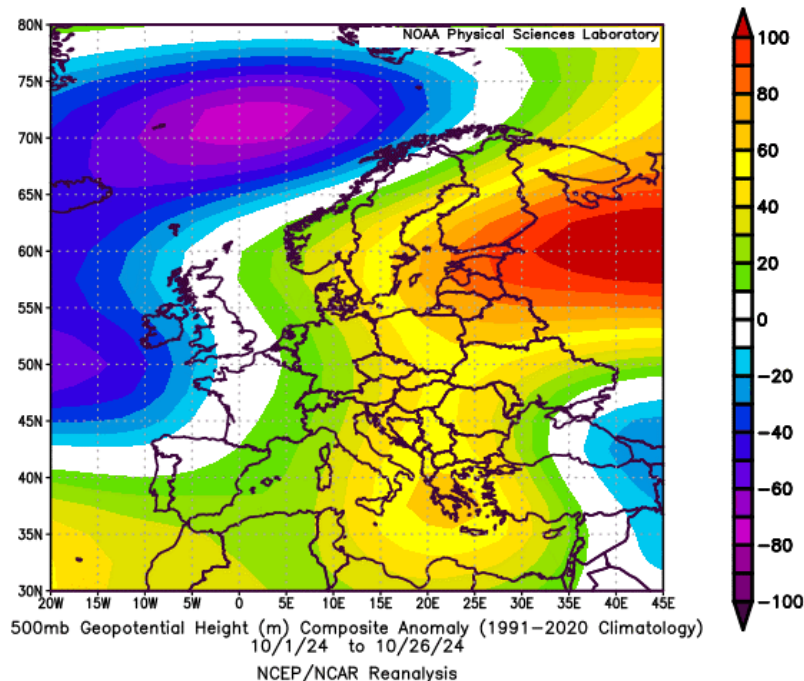 NOAA Physical Sciences Laboratory
80N
75N
70N
65N
60N
55N
50N
45N
40N
35N
30N
20W 15W 10W 5W 0 5E 10E 15E 20E 25E 30E 35E 40E 45E
100
80
60
40
20
0
−20
−40
−60
−80
−100
500mb Geopotential Height (m) Composite Anomaly (1991−2020 Climatology)
10/1/24 to 10/26/24
NCEP/NCAR Reanalysis